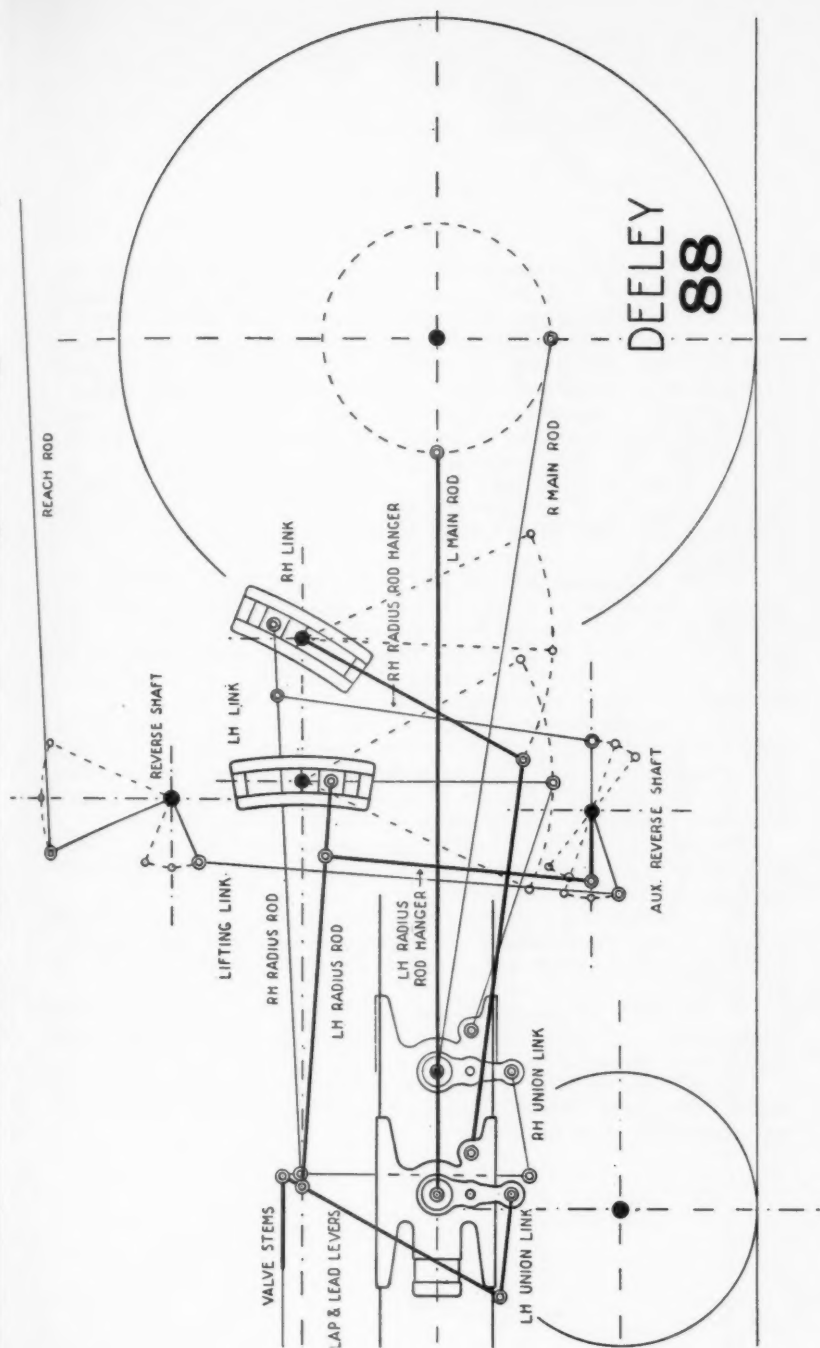 REACH ROD
REVERSE SHAFT
RH LINK
LH LINK
LIFTING LINK
RH RADIUS ROD
LH RADIUS ROD
RH RADIUS ROD HANGER
LH RADIUS
ROD HANGER
L MAIN ROD
R MAIN ROD
VALVE STEMS
LAP & LEAD LEVERS
RH UNION LINK
LH UNION LINK
AUX. REVERSE SHAFT
DEELEY
88